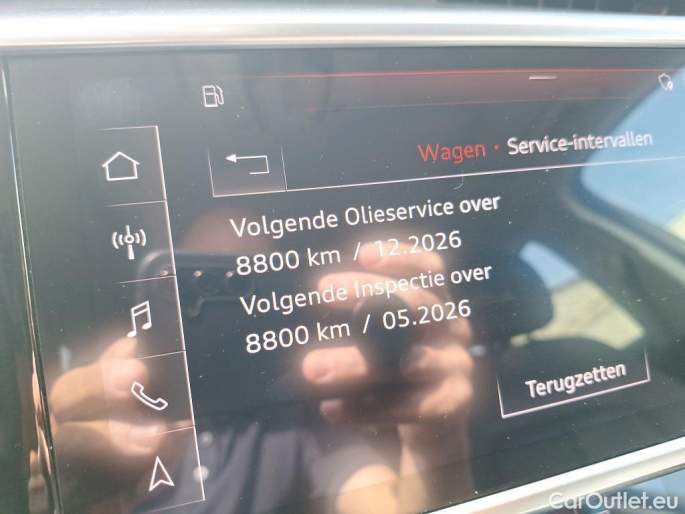 Wagen · Service-intervallen
Volgende Olieservice over
8800 km / 12.2026
Volgende Inspectie over
8800 km / 05.2026
Terugzetten
CarOutlet.eu